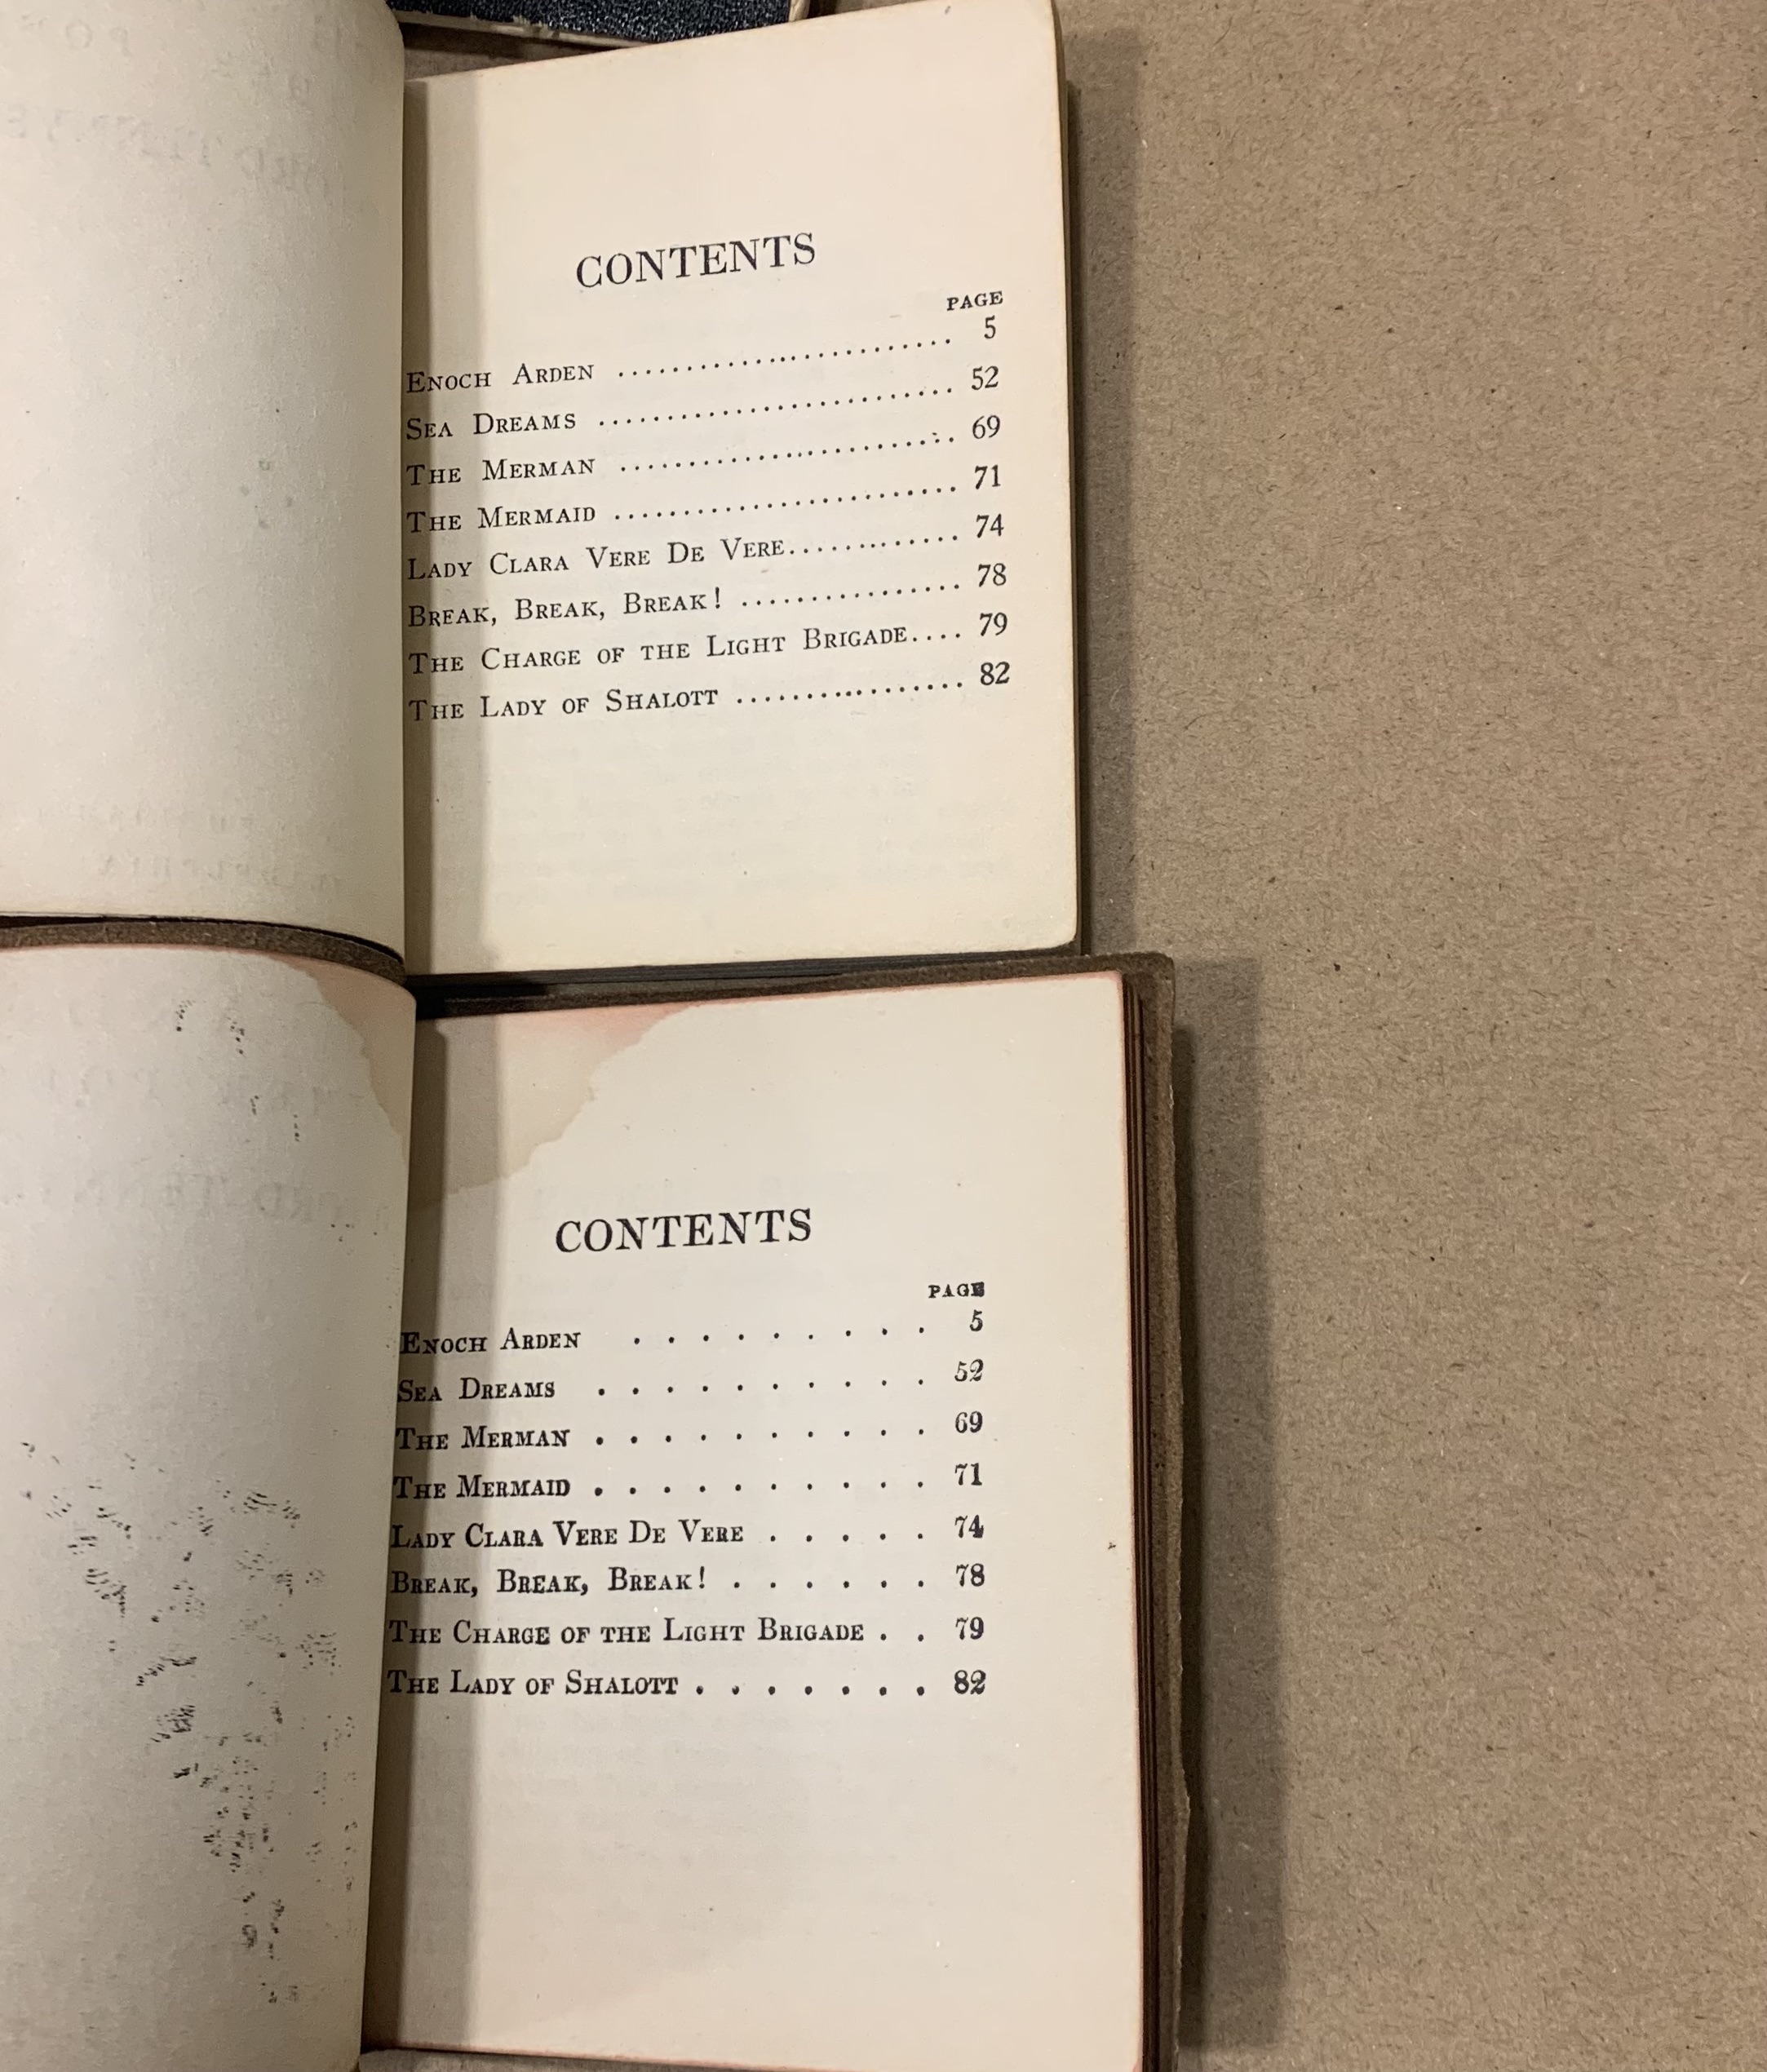 CONTENTS
PAGE
ENOCH ARDEN .......................... 5
SEA DREAMS .......................... 52
THE MERMAN .......................... 69
THE MERMAID .......................... 71
LADY CLARA VERE DE VERE............. 74
BREAK, BREAK, BREAK! ................ 78
THE CHARGE OF THE LIGHT BRIGADE.... 79
THE LADY OF SHALOTT ................. 82
CONTENTS
PAGE
ENOCH ARDEN . . . . . . . . . 5
SEA DREAMS . . . . . . . . . . 52
THE MERMAN . . . . . . . . . . 69
THE MERMAID . . . . . . . . . . 71
LADY CLARA VERE DE VERE . . . . . 74
BREAK, BREAK, BREAK! . . . . . . 78
THE CHARGE OF THE LIGHT BRIGADE . . 79
THE LADY OF SHALOTT . . . . . . . 82